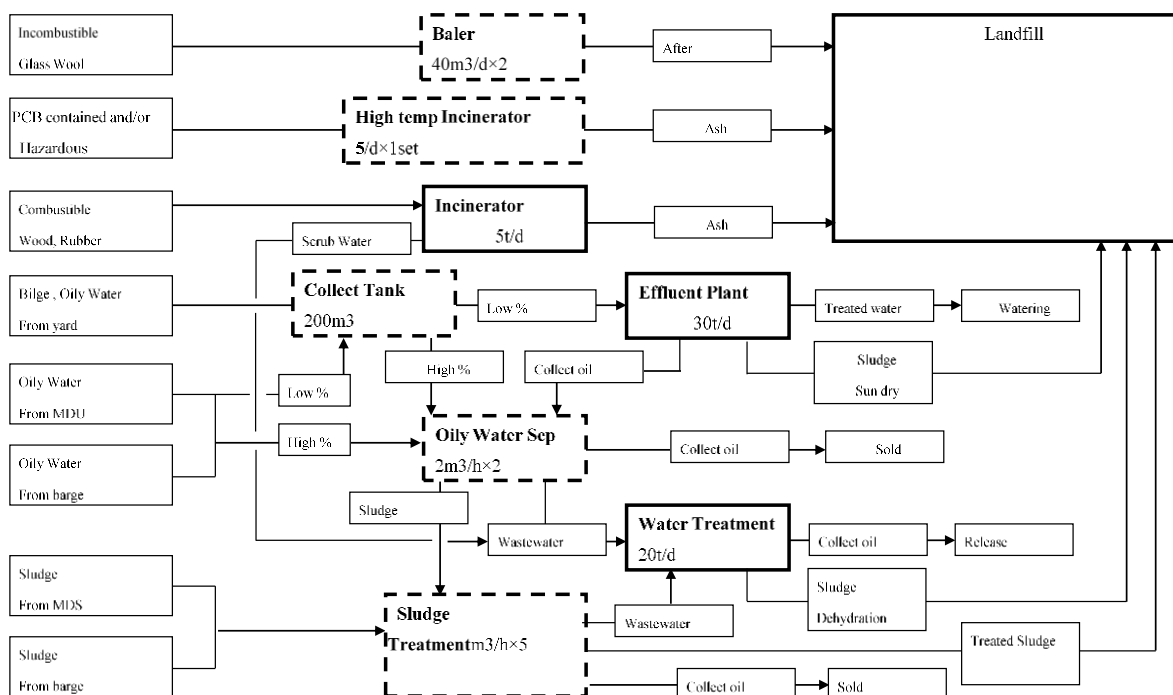 Incombustible
Glass Wool
Baler
40m3/d×2
After
Landfill
PCB contained and/or
Hazardous
High temp Incinerator
5/d×1set
Ash
Combustible
Wood, Rubber
Incinerator
5t/d
Ash
Scrub Water
Bilge , Oily Water
From yard
Collect Tank
200m3
Low %
Effluent Plant
30t/d
Treated water
Watering
Oily Water
From MDU
Low %
High %
Collect oil
Sludge
Sun dry
Oily Water
From barge
High %
Oily Water Sep
2m3/h×2
Collect oil
Sold
Sludge
Wastewater
Water Treatment
20t/d
Collect oil
Release
Sludge
From MDS
Sludge
Dehydration
Sludge
Treatmentm3/h×5
Wastewater
Treated Sludge
Sludge
From barge
Collect oil
Sold